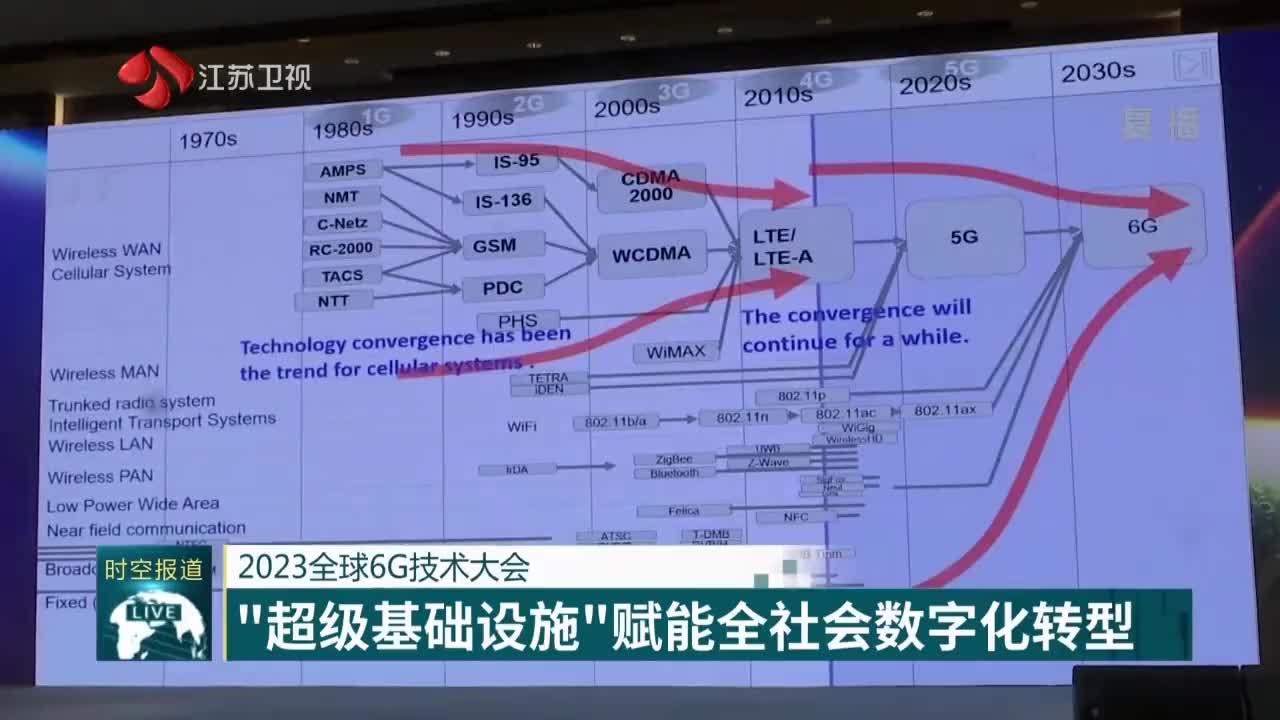 江苏卫视
重播
1G
2G
3G
4G
5G
1970s
1980s
1990s
2000s
2010s
2020s
2030s
AMPS
NMT
C-Netz
RC-2000
TACS
NTT
IS-95
IS-136
GSM
PDC
PHS
CDMA
2000
WCDMA
WiMAX
LTE/
LTE-A
5G
6G
Wireless WAN
Cellular System
Technology convergence has been
the trend for cellular systems .
The convergence will
continue for a while.
Wireless MAN
Trunked radio system
TETRA
iDEN
Intelligent Transport Systems
802.11p
Wireless LAN
WiFi
802.11b/a
802.11n
802.11ac
802.11ax
WiGig
WirelessHD
Wireless PAN
IrDA
ZigBee
Bluetooth
UWB
Z-Wave
Low Power Wide Area
Near field communication
Felica
NFC
ATSC
T-DMB
Fixed (
时空报道
LIVE
2023全球6G技术大会
"超级基础设施"赋能全社会数字化转型